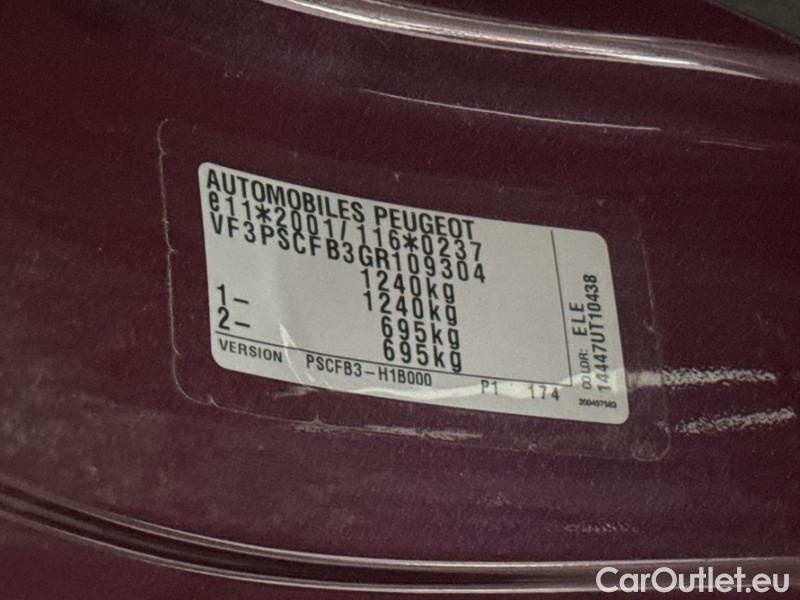 AUTOMOBILES PEUGEOT
e11*2001/116*0237
VF3PSCFB3GR109304
1240kg
1240kg
1- 695kg
2- 695kg
VERSION PSCFB3-H1B000 P1 174
COLOR: ELE
14447UT10438
200497583
CarOutlet.eu